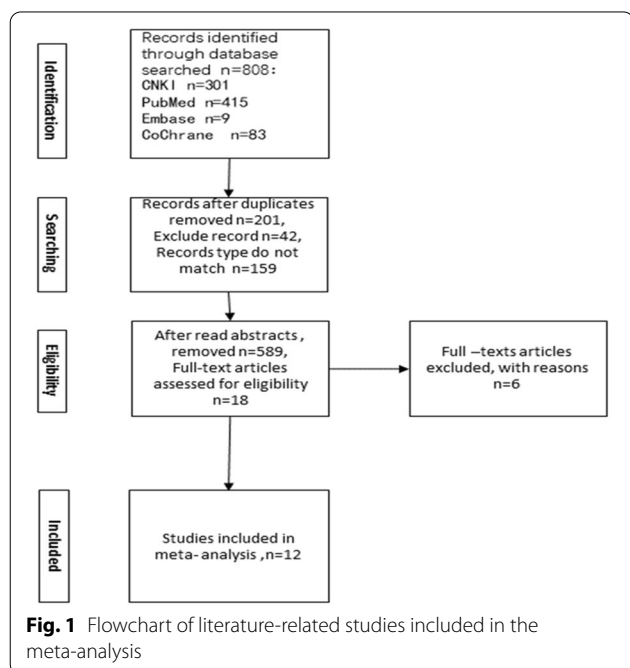 Identification
Records identified
through database
searched n=808:
CNKI n=301
PubMed n=415
Embase n=9
CoChrane n=83
Searching
Records after duplicates
removed n=201,
Exclude record n=42,
Records type do not
match n=159
Eligibility
After read abstracts ,
removed n=589,
Full-text articles
assessed for eligibility
n=18
Full –texts articles
excluded, with reasons
n=6
Included
Studies included in
meta- analysis ,n=12
Fig. 1 Flowchart of literature-related studies included in the
meta-analysis